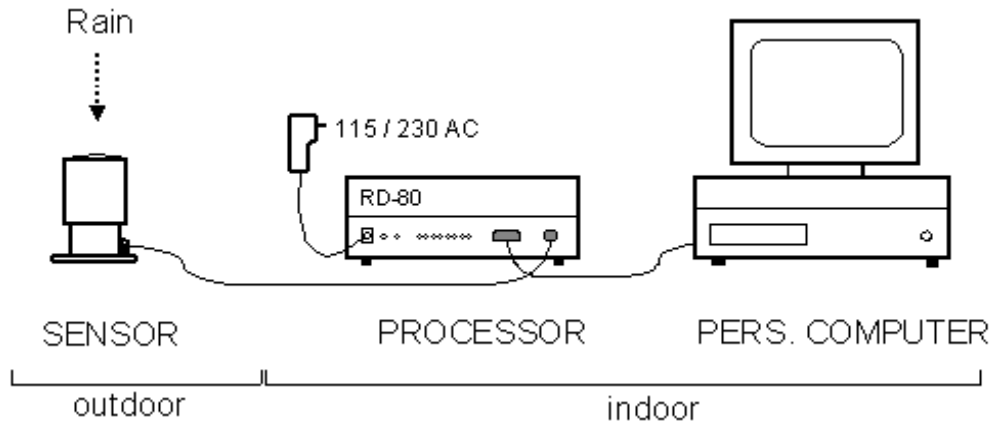 Rain
115 / 230 AC
RD-80
SENSOR
PROCESSOR
PERS. COMPUTER
outdoor
indoor